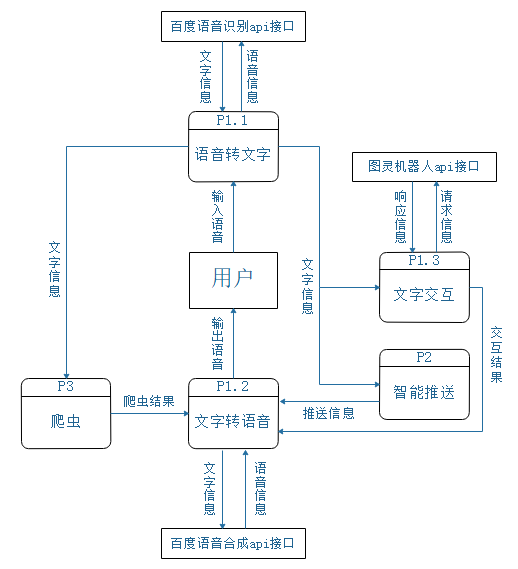 百度语音识别api接口
文字信息
语音信息
P1.1
语音转文字
图灵机器人api接口
输入语音
响应信息
请求信息
文字信息
用户
文字信息
P1.3
文字交互
输出语音
交互结果
P3
爬虫
爬虫结果
P1.2
文字转语音
P2
智能推送
推送信息
文字信息
语音信息
百度语音合成api接口